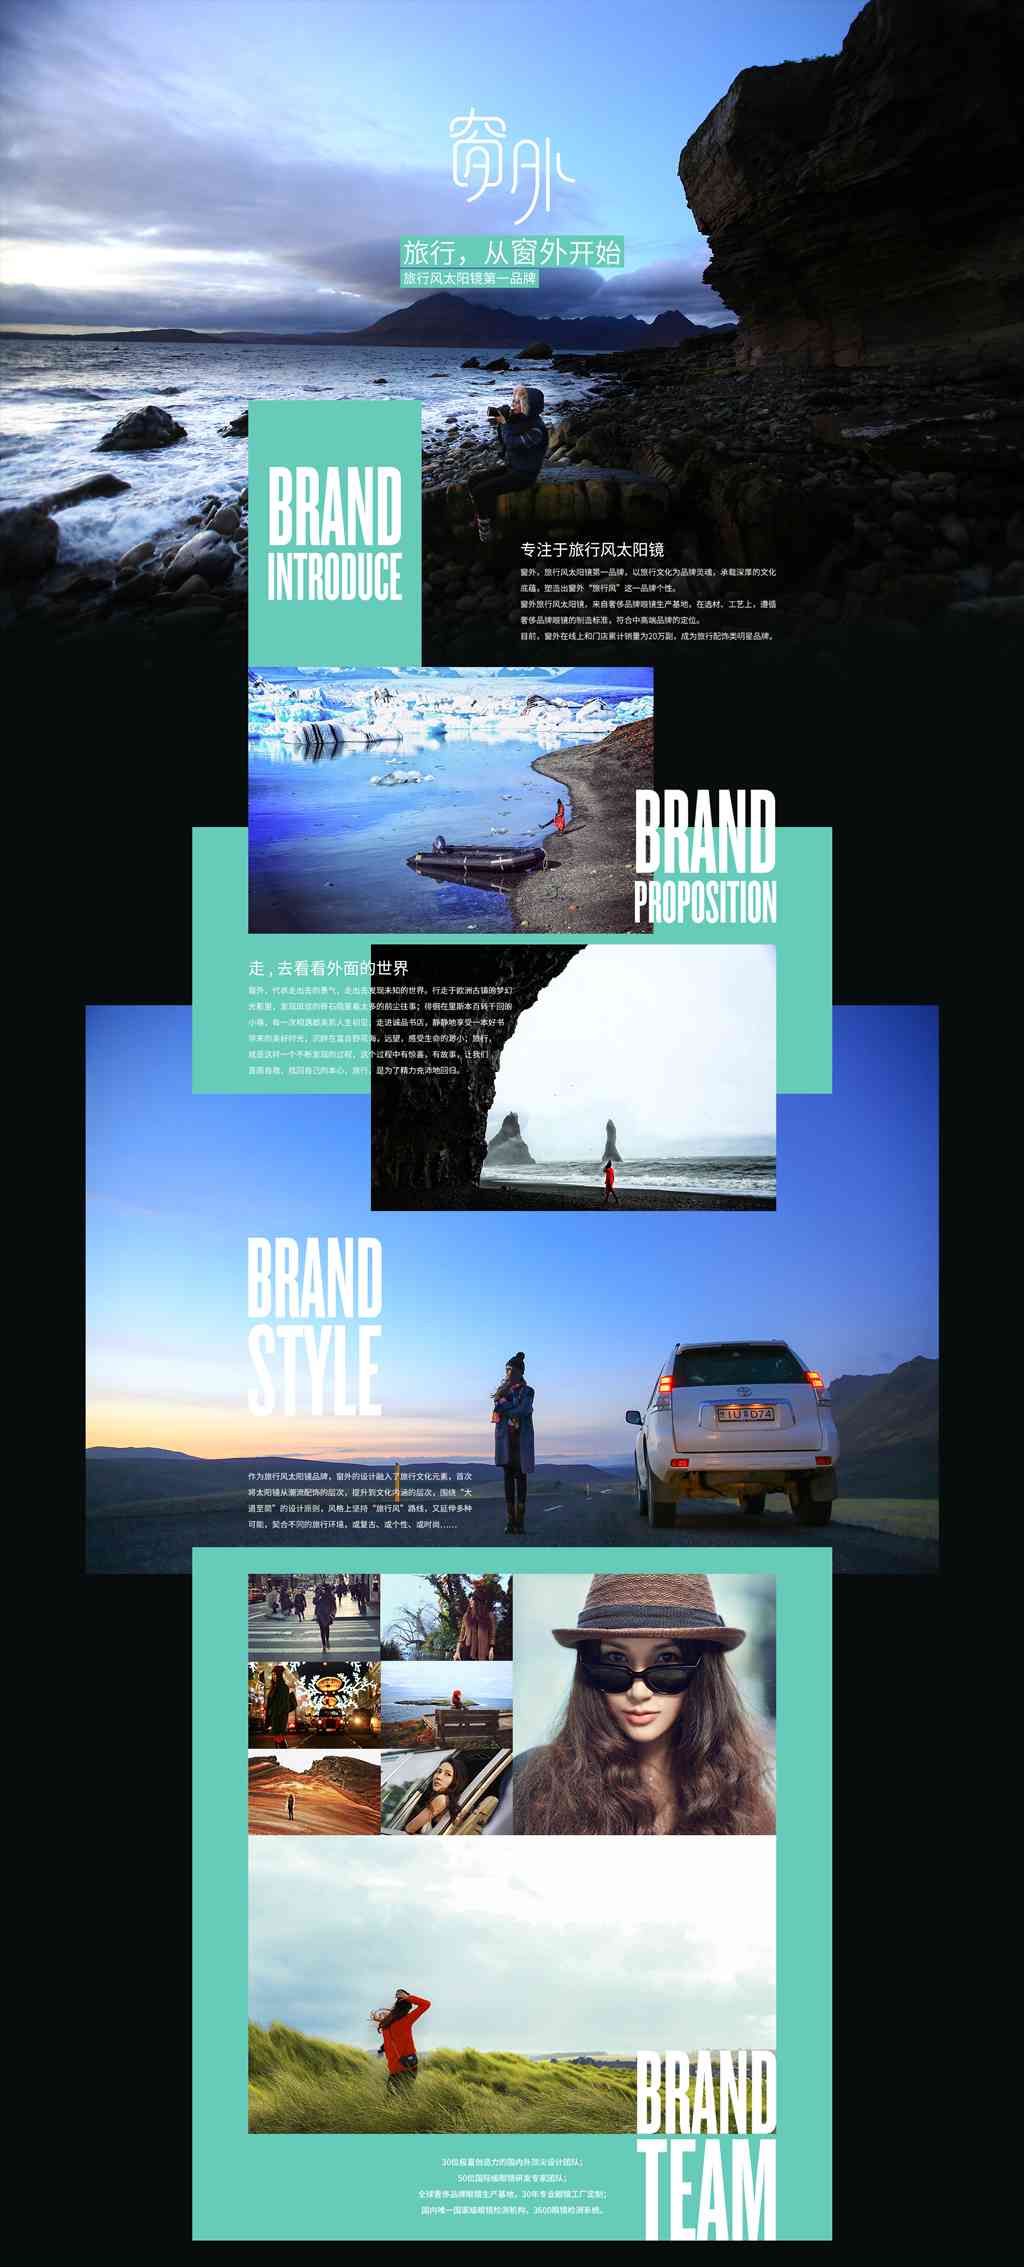 窗外
旅行，从窗外开始
旅行风太阳镜第一品牌
BRAND
INTRODUCE
专注于旅行风太阳镜
窗外，旅行风太阳镜第一品牌，以旅行文化为品牌灵魂，承载深厚的文化
底蕴，塑造出窗外“旅行风”这一品牌个性。
窗外旅行风太阳镜，来自奢侈品牌眼镜生产基地，在选材、工艺上，遵循
奢侈品牌眼镜的制造标准，符合中高端品牌的定位。
目前，窗外在线上和门店累计销量为20万副，成为旅行配饰类明星品牌。
BRAND
PROPOSITION
走，去看看外面的世界
窗外，代表走出去的勇气，走出去发现未知的世界。行走于欧洲古镇的梦幻
光影里，发现斑驳的砖石隐匿着太多的前尘往事；徘徊在里斯本百转千回的
小巷，每一次相遇都美若人生初见；走进诚品书店，静静地享受一本好书
带来的美好时光；沉醉在富良野花海，远望，感受生命的渺小；旅行，
就是这样一个不断发现的过程，这个过程中有惊喜，有故事，让我们
直面自我，找回自己的本心，旅行，是为了精力充沛地回归。
BRAND
STYLE
IU D74
作为旅行风太阳镜品牌，窗外的设计融入了旅行文化元素，首次
将太阳镜从潮流配饰的层次，提升到文化内涵的层次，围绕“大
道至简”的设计原则，风格上坚持“旅行风”路线，又延伸多种
可能，契合不同的旅行环境，或复古、或个性、或时尚……
BRAND
TEAM
30位极富创造力的国内外顶尖设计团队；
50位国际级眼镜研发专家团队；
全球奢侈品牌眼镜生产基地，30年专业眼镜工厂定制；
国内唯一国家级眼镜检测机构，3600眼镜检测系统。